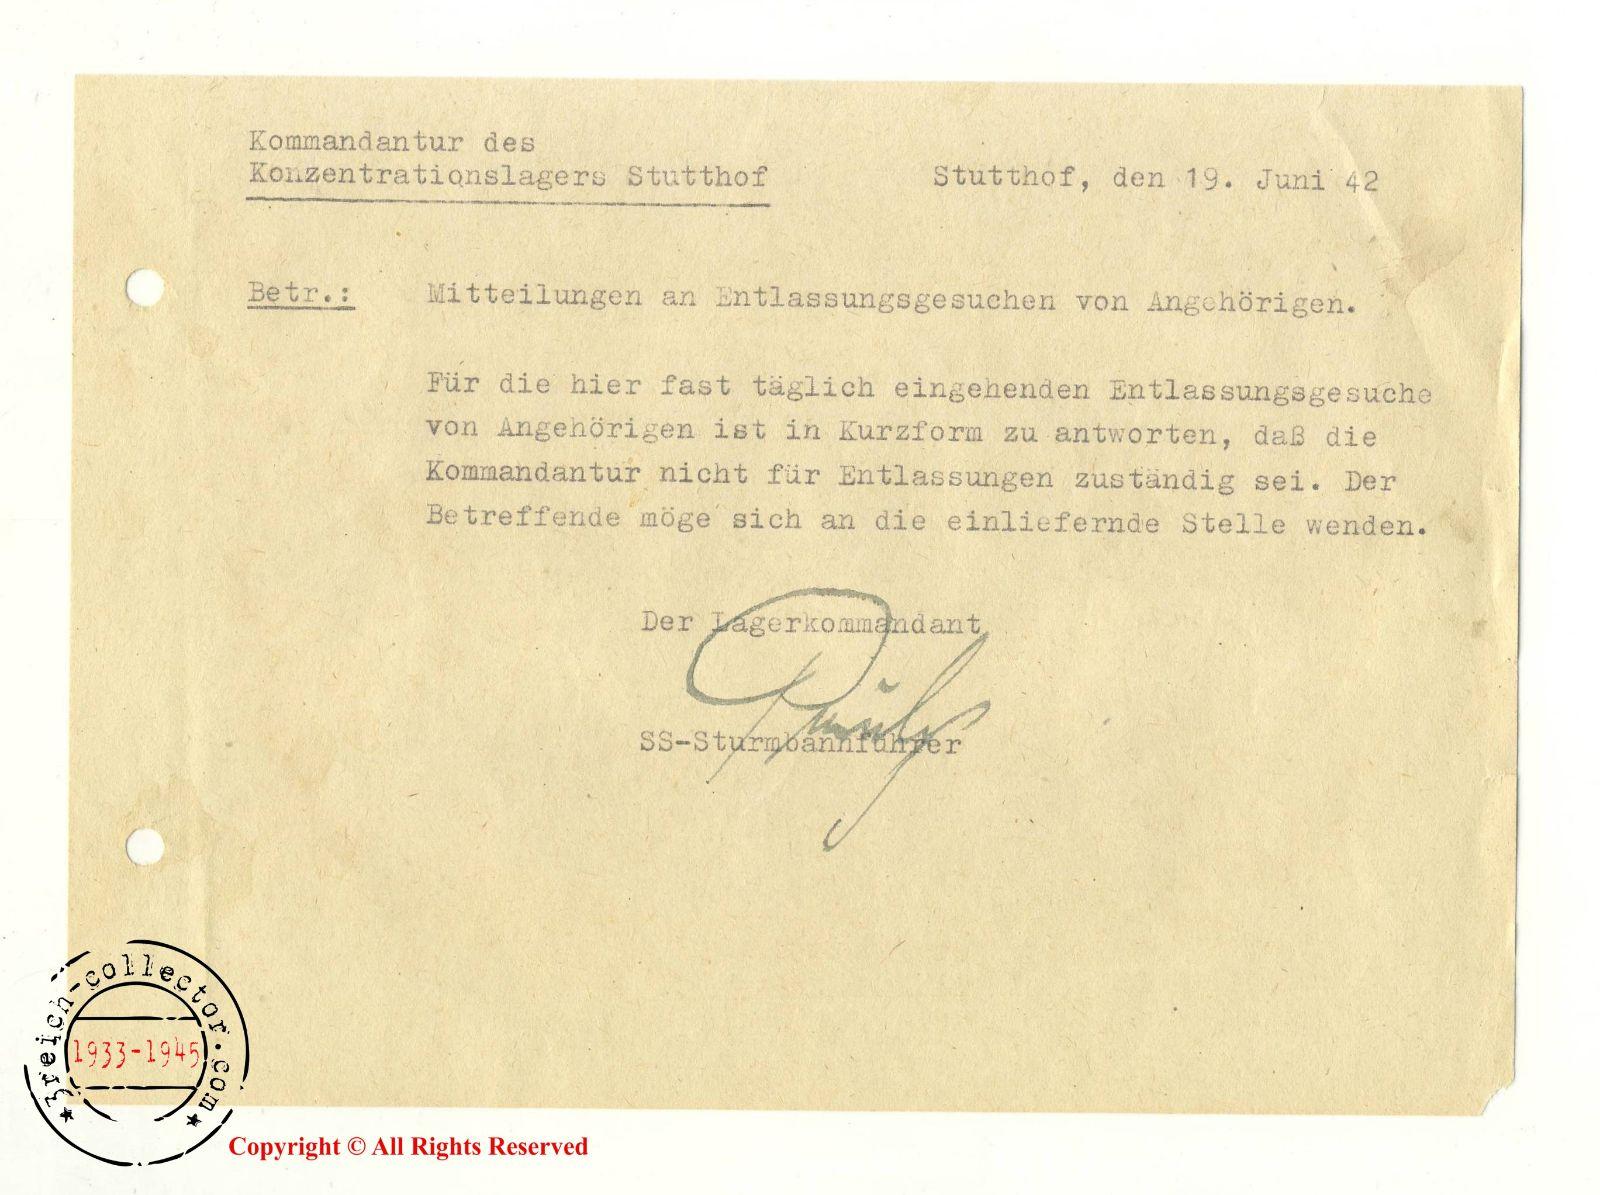 Kommandantur des
Konzentrationslagers Stutthof
Stutthof, den 19. Juni 42
Betr.: Mitteilungen an Entlassungsgesuchen von Angehörigen.
Für die hier fast täglich eingehenden Entlassungsgesuche
von Angehörigen ist in Kurzform zu antworten, daß die
Kommandantur nicht für Entlassungen zuständig sei. Der
Betreffende möge sich an die einliefernde Stelle wenden.
Der Lagerkommandant
SS-Sturmbannführer
3reich-collector.com
1933-1945
Copyright © All Rights Reserved